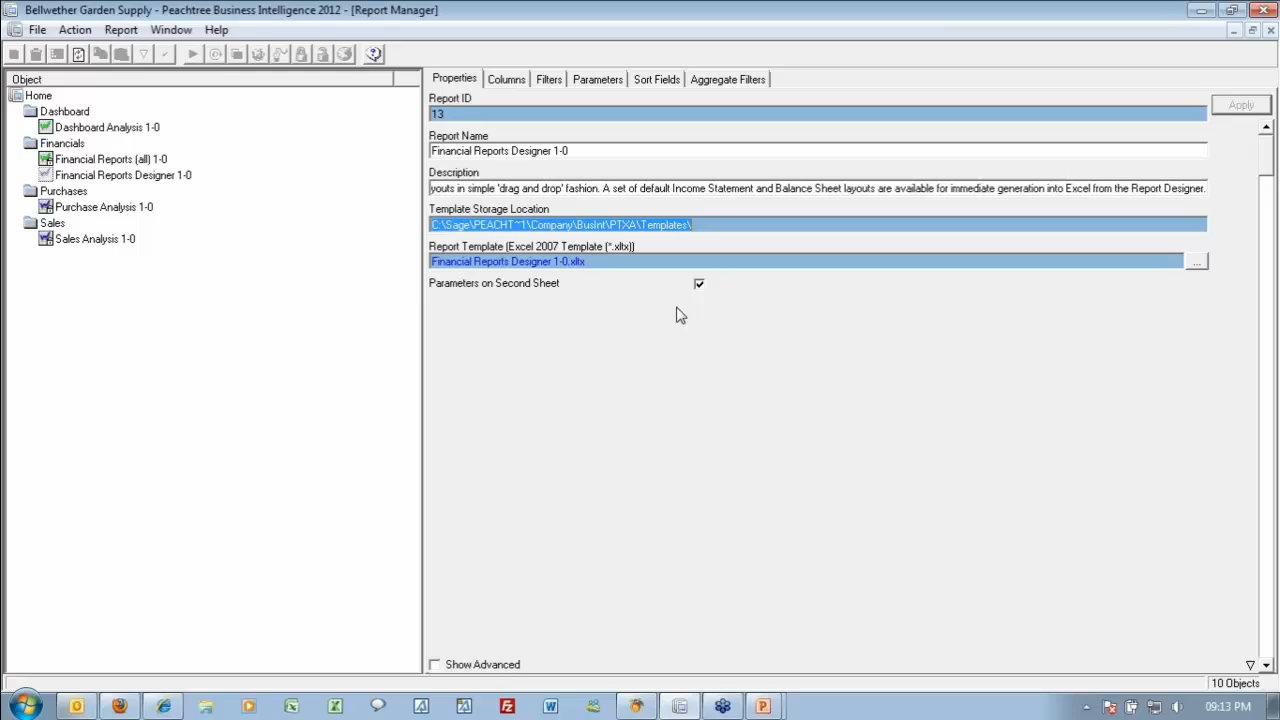 Bellwether Garden Supply - Peachtree Business Intelligence 2012 - [Report Manager]
File Action Report Window Help
Object
Home
Dashboard
Dashboard Analysis 1-0
Financials
Financial Reports (all) 1-0
Financial Reports Designer 1-0
Purchases
Purchase Analysis 1-0
Sales
Sales Analysis 1-0
Properties Columns Filters Parameters Sort Fields Aggregate Filters
Report ID
13
Apply
Report Name
Financial Reports Designer 1-0
Description
youts in simple 'drag and drop' fashion. A set of default Income Statement and Balance Sheet layouts are available for immediate generation into Excel from the Report Designer.
Template Storage Location
C:\Sage\PEACHT~1\Company\BusInt\PTXA\Templates\
Report Template (Excel 2007 Template (*.xltx))
Financial Reports Designer 1-0.xltx
...
Parameters on Second Sheet
Show Advanced
10 Objects
09:13 PM